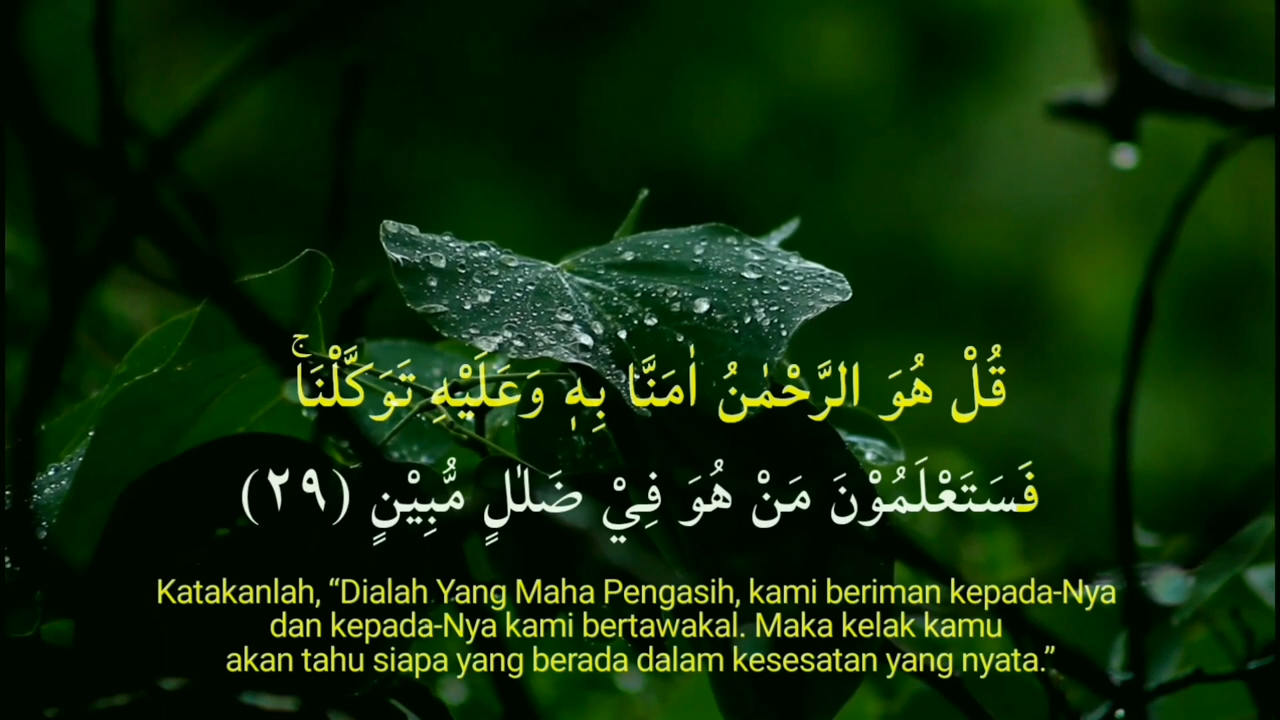 قُلْ هُوَ الرَّحْمٰنُ اٰمَنَّا بِهٖ وَعَلَيْهِ تَوَكَّلْنَاۚ
فَسَتَعْلَمُوْنَ مَنْ هُوَ فِيْ ضَلٰلٍ مُّبِيْنٍ (٢٩)
Katakanlah, “Dialah Yang Maha Pengasih, kami beriman kepada-Nya
dan kepada-Nya kami bertawakal. Maka kelak kamu
akan tahu siapa yang berada dalam kesesatan yang nyata.”